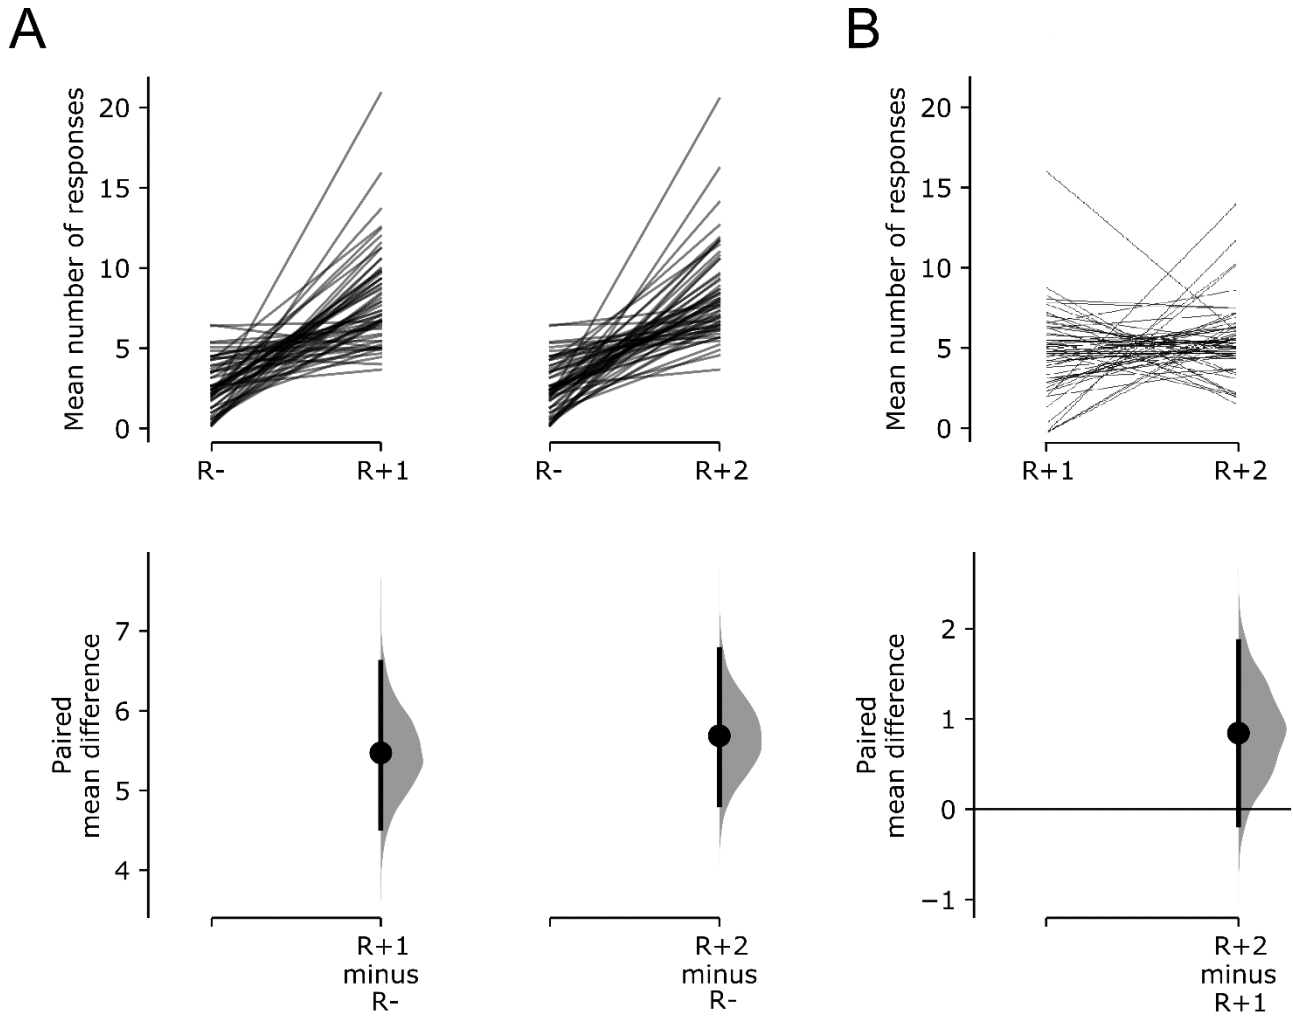 A
B
Mean number of responses
20
15
10
5
0
R-
R+1
R-
R+2
Mean number of responses
20
15
10
5
0
R+1
R+2
Paired
mean difference
7
6
5
4
R+1
minus
R-
R+2
minus
R-
Paired
mean difference
2
1
0
−1
R+2
minus
R+1